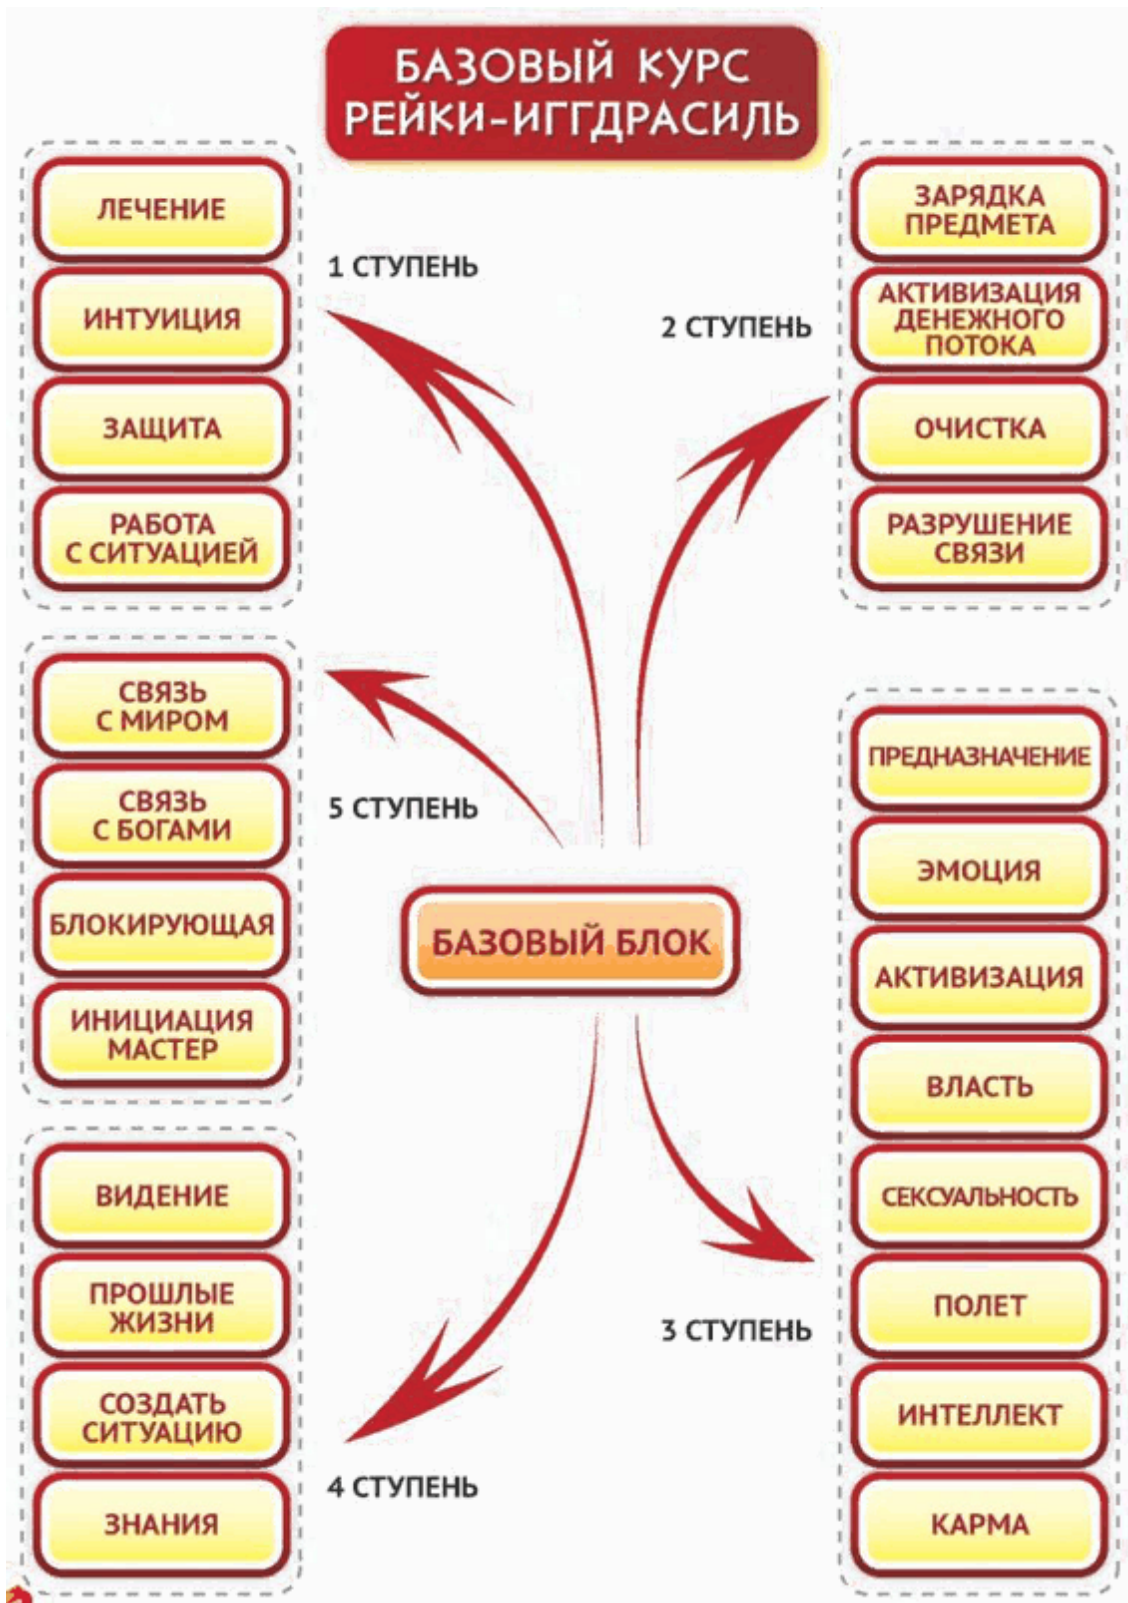 БАЗОВЫЙ КУРС
РЕЙКИ-ИГГДРАСИЛЬ
ЛЕЧЕНИЕ
ИНТУИЦИЯ
ЗАЩИТА
РАБОТА
С СИТУАЦИЕЙ
1 СТУПЕНЬ
2 СТУПЕНЬ
ЗАРЯДКА
ПРЕДМЕТА
АКТИВИЗАЦИЯ
ДЕНЕЖНОГО
ПОТОКА
ОЧИСТКА
РАЗРУШЕНИЕ
СВЯЗИ
СВЯЗЬ
С МИРОМ
СВЯЗЬ
С БОГАМИ
БЛОКИРУЮЩАЯ
ИНИЦИАЦИЯ
МАСТЕР
5 СТУПЕНЬ
БАЗОВЫЙ БЛОК
ПРЕДНАЗНАЧЕНИЕ
ЭМОЦИЯ
АКТИВИЗАЦИЯ
ВЛАСТЬ
СЕКСУАЛЬНОСТЬ
ПОЛЕТ
ИНТЕЛЛЕКТ
КАРМА
3 СТУПЕНЬ
ВИДЕНИЕ
ПРОШЛЫЕ
ЖИЗНИ
СОЗДАТЬ
СИТУАЦИЮ
ЗНАНИЯ
4 СТУПЕНЬ